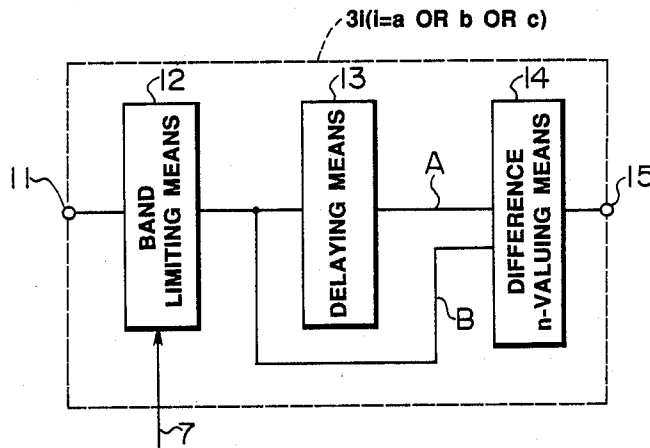 3i(i=a OR b OR c)
12
13
14
11
15
BAND
LIMITING MEANS
DELAYING MEANS
DIFFERENCE
n-VALUING MEANS
A
B
7